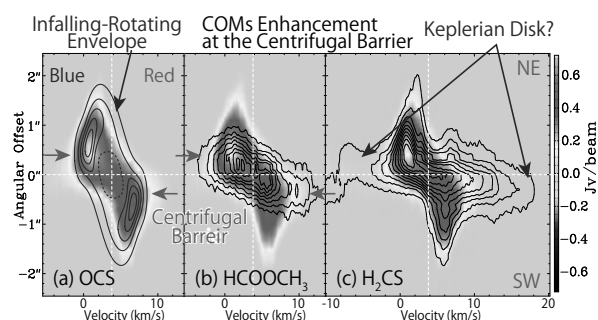 Infalling-Rotating
Envelope
COMs Enhancement
at the Centrifugal Barrier
Keplerian Disk?
Blue
Red
NE
Centrifugal
Barreir
SW
(a) OCS
(b) HCOOCH₃
(c) H₂CS
Angular Offset
2"
1"
0"
−1"
−2"
0
10
Velocity (km/s)
0
10
Velocity (km/s)
-10
0
10
20
Velocity (km/s)
0.6
0.4
0.2
0.0
−0.2
−0.4
−0.6
Jy/beam